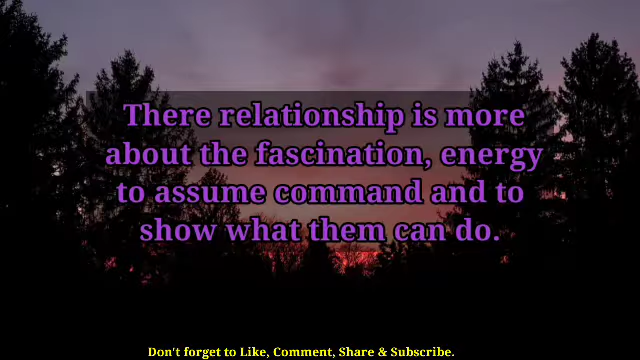 There relationship is more
about the fascination, energy
to assume command and to
show what them can do.
Don't forget to Like, Comment, Share & Subscribe.